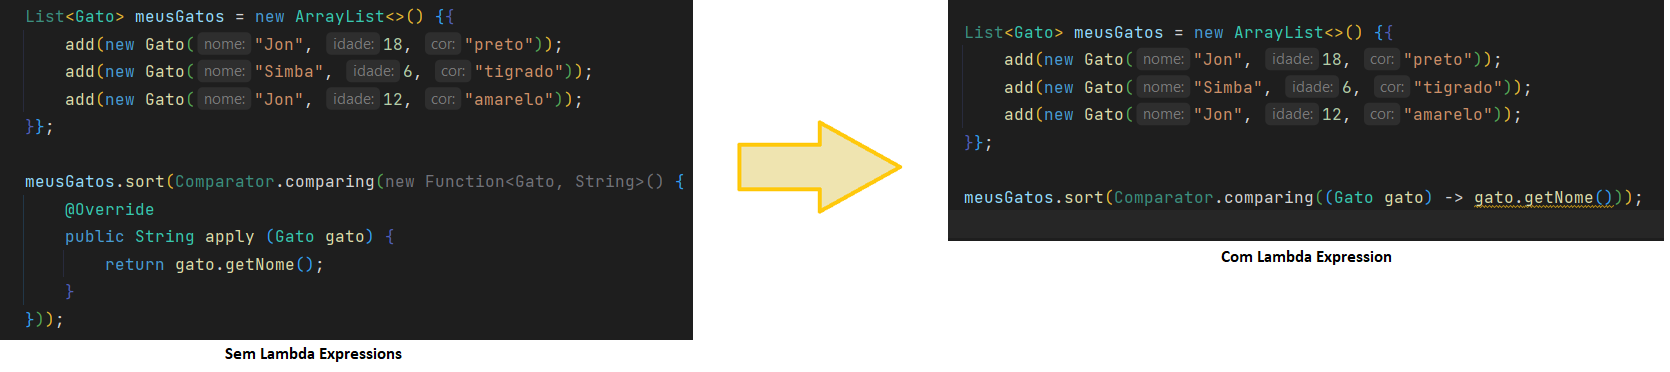 List<Gato> meusGatos = new ArrayList<>() {{
add(new Gato( nome: "Jon", idade: 18, cor: "preto"));
add(new Gato( nome: "Simba", idade: 6, cor: "tigrado"));
add(new Gato( nome: "Jon", idade: 12, cor: "amarelo"));
}};
meusGatos.sort(Comparator.comparing(new Function<Gato, String>() {
@Override
public String apply (Gato gato) {
return gato.getNome();
}
}));
Sem Lambda Expressions
List<Gato> meusGatos = new ArrayList<>() {{
add(new Gato( nome: "Jon", idade: 18, cor: "preto"));
add(new Gato( nome: "Simba", idade: 6, cor: "tigrado"));
add(new Gato( nome: "Jon", idade: 12, cor: "amarelo"));
}};
meusGatos.sort(Comparator.comparing((Gato gato) -> gato.getNome()));
Com Lambda Expression